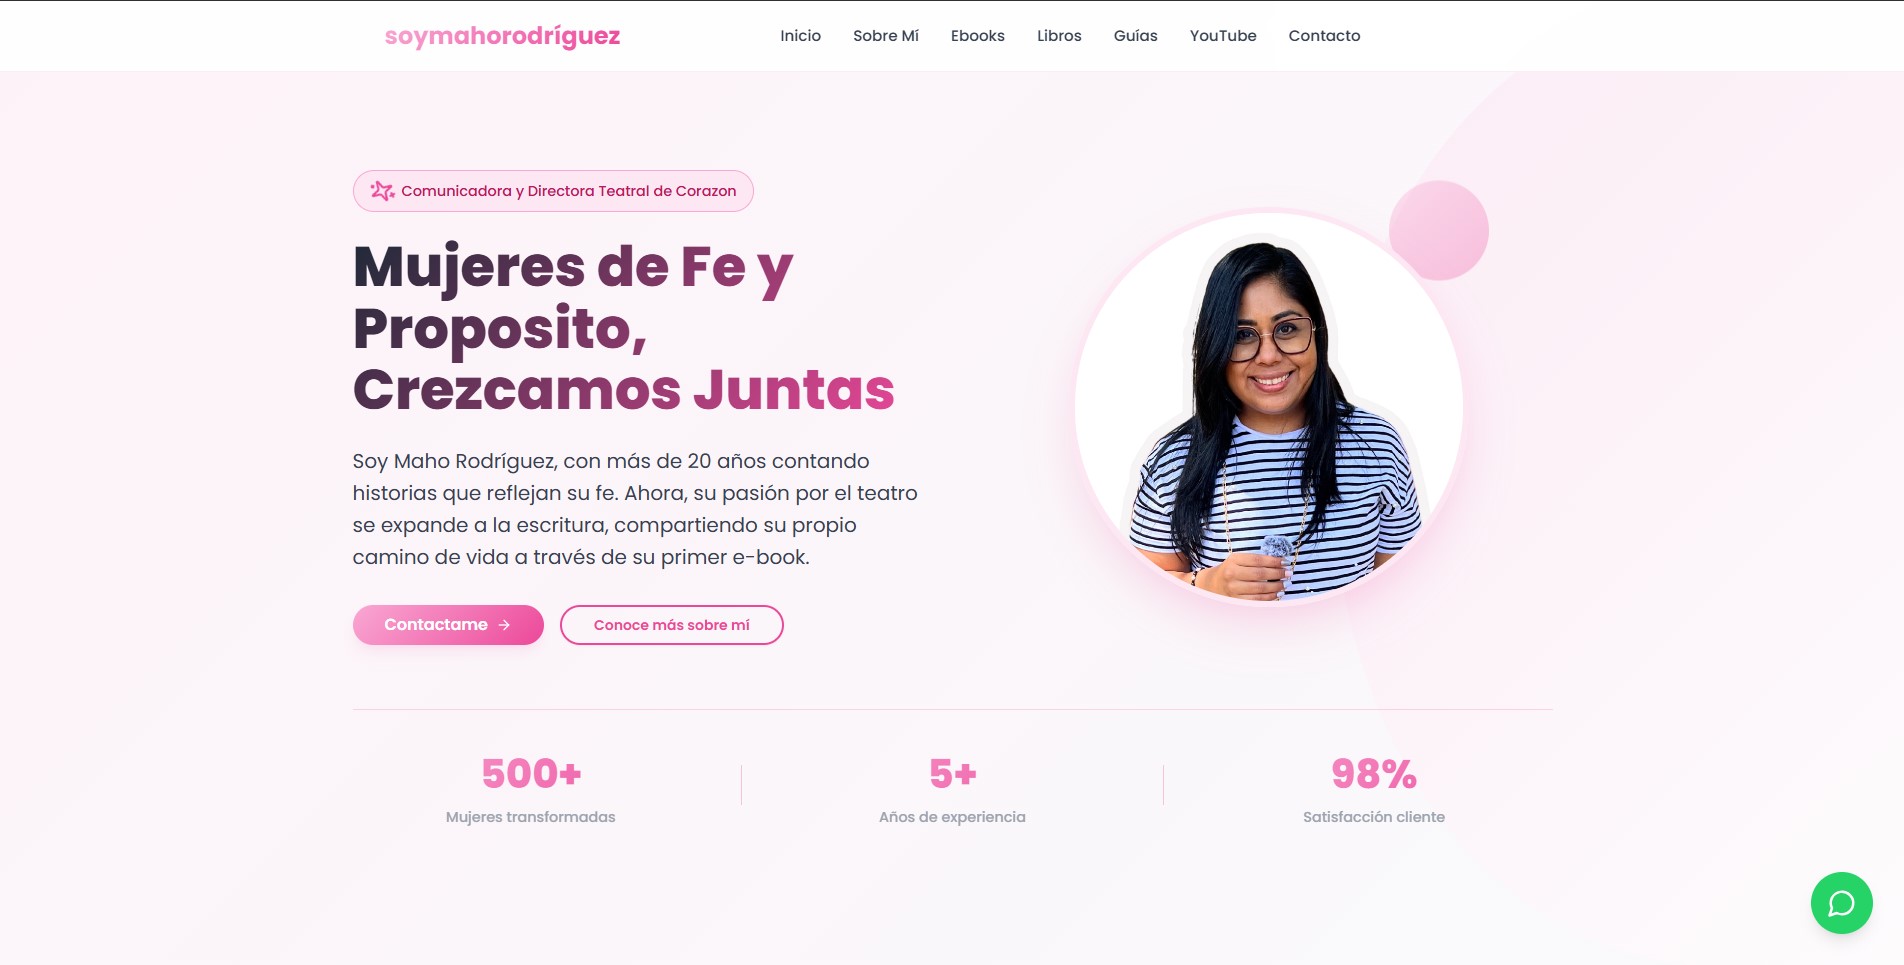 soymahorodríguez
Inicio Sobre Mí Ebooks Libros Guías YouTube Contacto
Comunicadora y Directora Teatral de Corazon
Mujeres de Fe y
Proposito,
Crezcamos Juntas
Soy Maho Rodríguez, con más de 20 años contando
historias que reflejan su fe. Ahora, su pasión por el teatro
se expande a la escritura, compartiendo su propio
camino de vida a través de su primer e-book.
Contactame →
Conoce más sobre mí
500+
Mujeres transformadas
5+
Años de experiencia
98%
Satisfacción cliente